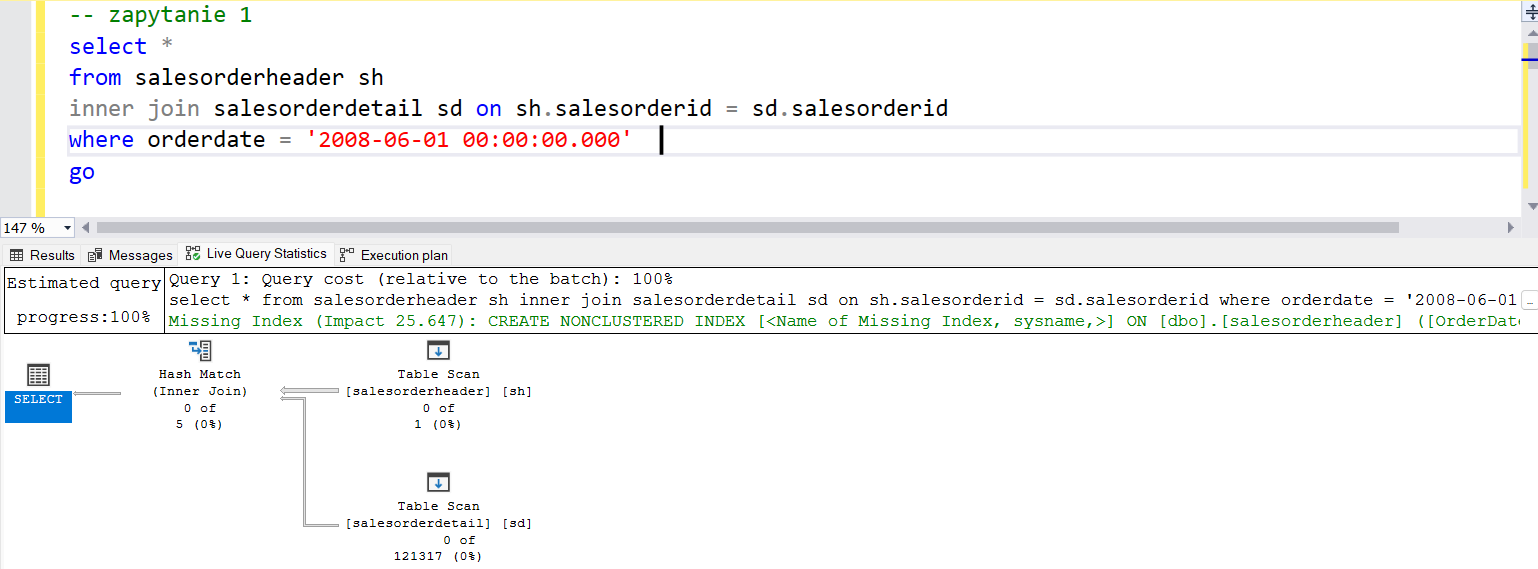 -- zapytanie 1
select *
from salesorderheader sh
inner join salesorderdetail sd on sh.salesorderid = sd.salesorderid
where orderdate = '2008-06-01 00:00:00.000'
go
147 %
Results Messages Live Query Statistics Execution plan
Estimated query progress:100%
Query 1: Query cost (relative to the batch): 100%
select * from salesorderheader sh inner join salesorderdetail sd on sh.salesorderid = sd.salesorderid where orderdate = '2008-06-01
Missing Index (Impact 25.647): CREATE NONCLUSTERED INDEX [<Name of Missing Index, sysname,>] ON [dbo].[salesorderheader] ([OrderDat
SELECT
Hash Match
(Inner Join)
0 of
5 (0%)
Table Scan
[salesorderheader] [sh]
0 of
1 (0%)
Table Scan
[salesorderdetail] [sd]
0 of
121317 (0%)